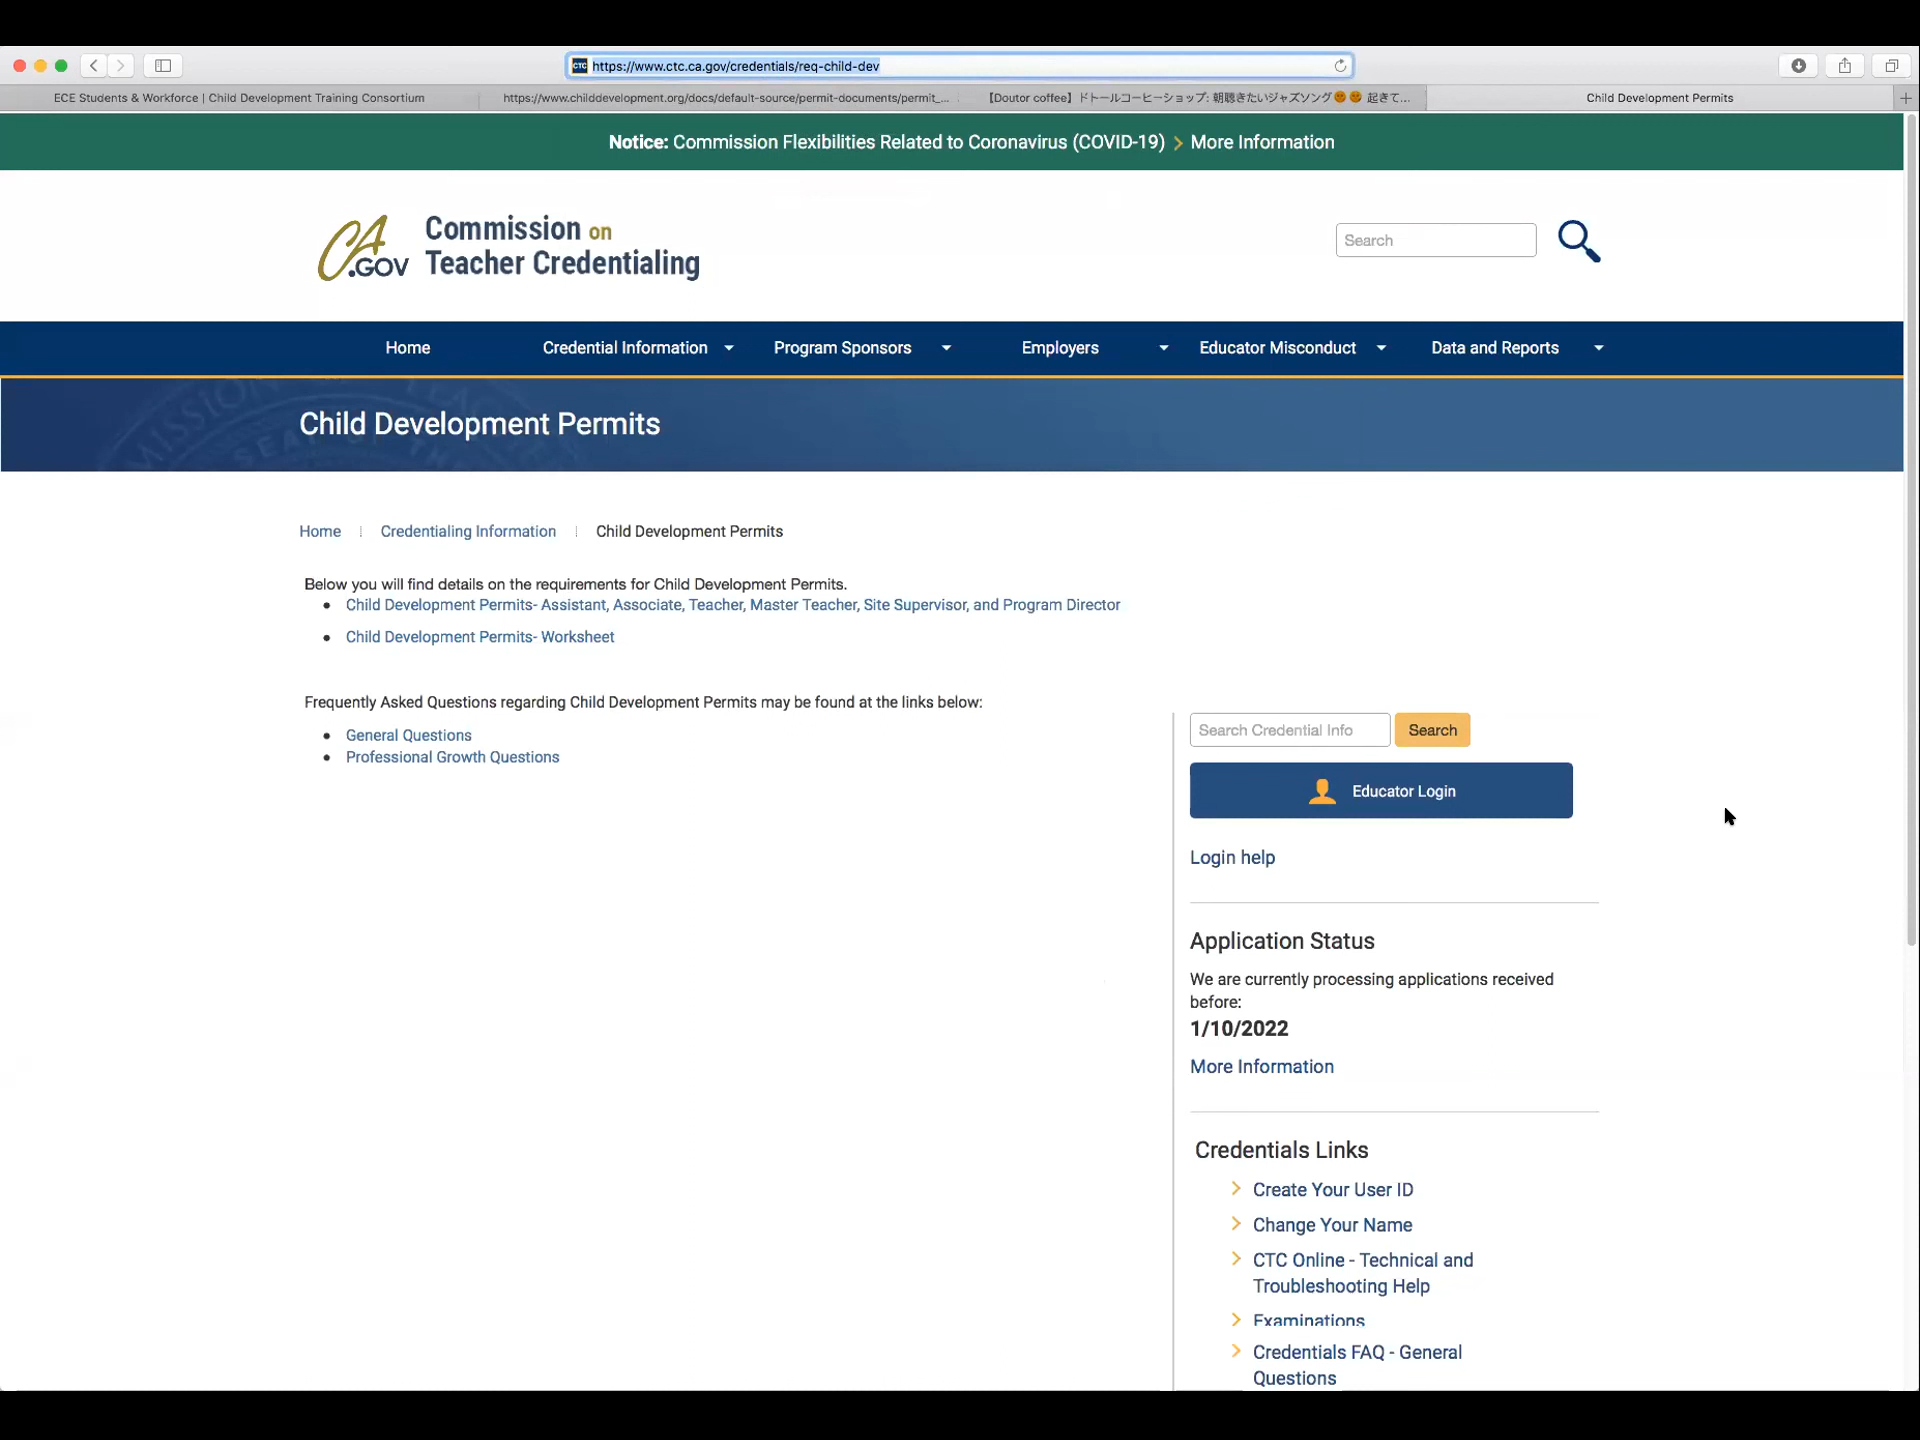 https://www.ctc.ca.gov/credentials/req-child-dev
ECE Students & Workforce | Child Development Training Consortium
https://www.childdevelopment.org/docs/default-source/permit-documents/permit_...
【Doutor coffee】ドトールコーヒーショップ: 朝聴きたいジャズソング🙂🙂 起きて...
Child Development Permits
Notice: Commission Flexibilities Related to Coronavirus (COVID-19) > More Information
CA.GOV
Commission on
Teacher Credentialing
Search
Home
Credential Information
Program Sponsors
Employers
Educator Misconduct
Data and Reports
Child Development Permits
Home
Credentialing Information
Child Development Permits
Below you will find details on the requirements for Child Development Permits.
Child Development Permits- Assistant, Associate, Teacher, Master Teacher, Site Supervisor, and Program Director
Child Development Permits- Worksheet
Frequently Asked Questions regarding Child Development Permits may be found at the links below:
General Questions
Professional Growth Questions
Search Credential Info
Search
Educator Login
Login help
Application Status
We are currently processing applications received
before:
1/10/2022
More Information
Credentials Links
Create Your User ID
Change Your Name
CTC Online - Technical and
Troubleshooting Help
Examinations
Credentials FAQ - General
Questions